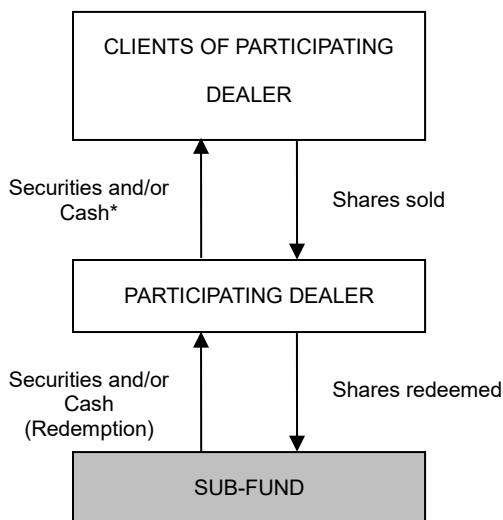 CLIENTS OF PARTICIPATING
DEALER
Securities and/or
Cash*
Shares sold
PARTICIPATING DEALER
Securities and/or
Cash
(Redemption)
Shares redeemed
SUB-FUND